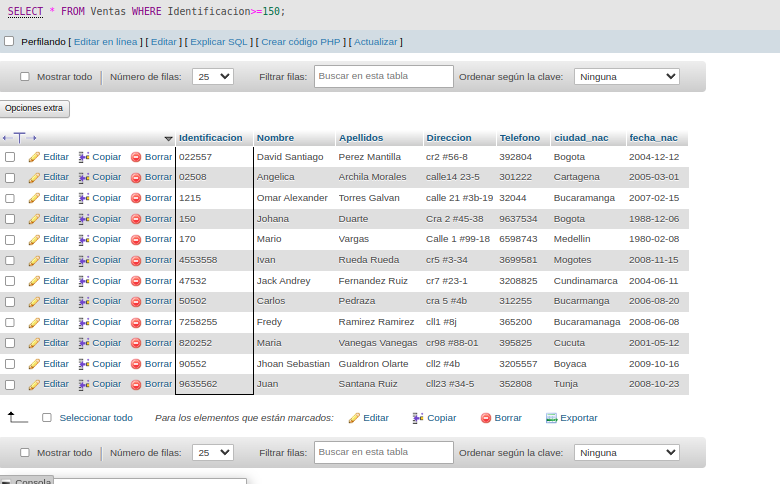 SELECT * FROM Ventas WHERE Identificacion>=150;
Perfilando [ Editar en línea ] [ Editar ] [ Explicar SQL ] [ Crear código PHP ] [ Actualizar ]
Mostrar todo Número de filas: 25 Filtrar filas: Buscar en esta tabla Ordenar según la clave: Ninguna
Opciones extra
Identificacion Nombre Apellidos Direccion Telefono ciudad_nac fecha_nac
Editar Copiar Borrar 022557 David Santiago Perez Mantilla cr2 #56-8 392804 Bogota 2004-12-12
Editar Copiar Borrar 02508 Angelica Archila Morales calle14 23-5 301222 Cartagena 2005-03-01
Editar Copiar Borrar 1215 Omar Alexander Torres Galvan calle 21 #3b-19 32044 Bucaramanga 2007-02-15
Editar Copiar Borrar 150 Johana Duarte Cra 2 #45-38 9637534 Bogota 1988-12-06
Editar Copiar Borrar 170 Mario Vargas Calle 1 #99-18 6598743 Medellin 1980-02-08
Editar Copiar Borrar 4553558 Ivan Rueda Rueda cr5 #3-34 3699581 Mogotes 2008-11-15
Editar Copiar Borrar 47532 Jack Andrey Fernandez Ruiz cr7 #23-1 3208825 Cundinamarca 2004-06-11
Editar Copiar Borrar 50502 Carlos Pedraza cra 5 #4b 312255 Bucarmanga 2006-08-20
Editar Copiar Borrar 7258255 Fredy Ramirez Ramirez cll1 #8j 365200 Bucaramanaga 2008-06-08
Editar Copiar Borrar 820252 Maria Vanegas Vanegas cr98 #88-01 395825 Cucuta 2001-05-12
Editar Copiar Borrar 90552 Jhoan Sebastian Gualdron Olarte cll2 #4b 3205557 Boyaca 2009-10-16
Editar Copiar Borrar 9635562 Juan Santana Ruiz cll23 #34-5 352808 Tunja 2008-10-23
Seleccionar todo Para los elementos que están marcados: Editar Copiar Borrar Exportar
Mostrar todo Número de filas: 25 Filtrar filas: Buscar en esta tabla Ordenar según la clave: Ninguna
Consola